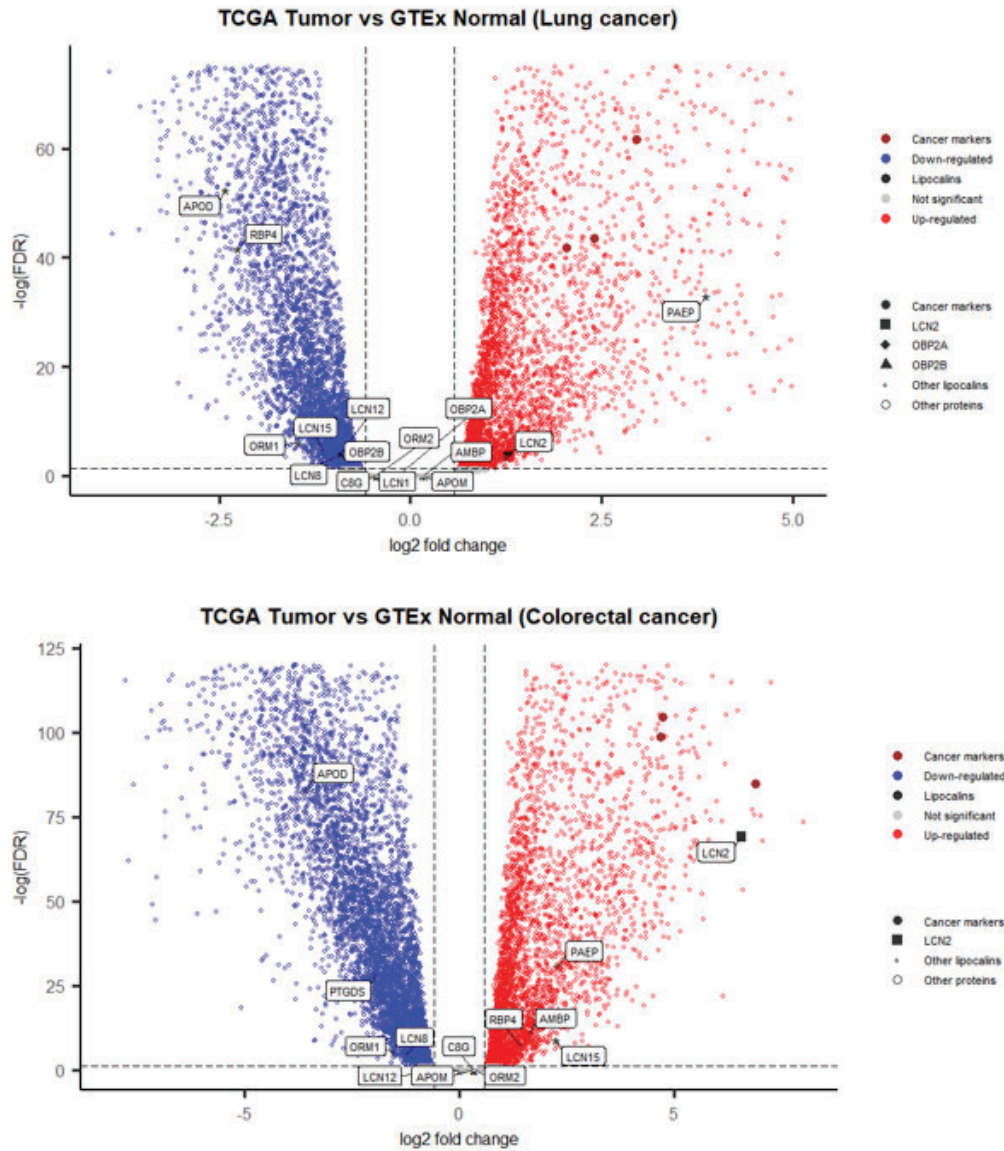 TCGA Tumor vs GTEx Normal (Lung cancer)
60
40
20
0
-log(FDR)
-2.5 0.0 2.5 5.0
log2 fold change
APOD
RBP4
PAEP
LCN12
OBP2A
LCN15
ORM2
ORM1
OBP2B
AMBP
LCN2
LCN8
C8G
LCN1
APOM
Cancer markers
Down-regulated
Lipocalins
Not significant
Up-regulated
Cancer markers
LCN2
OBP2A
OBP2B
Other lipocalins
Other proteins
TCGA Tumor vs GTEx Normal (Colorectal cancer)
125
100
75
50
25
0
-log(FDR)
-5 0 5
log2 fold change
APOD
LCN2
PAEP
PTGDS
RBP4
AMBP
ORM1
LCN8
C8G
LCN15
LCN12
APOM
ORM2
Cancer markers
Down-regulated
Lipocalins
Not significant
Up-regulated
Cancer markers
LCN2
Other lipocalins
Other proteins